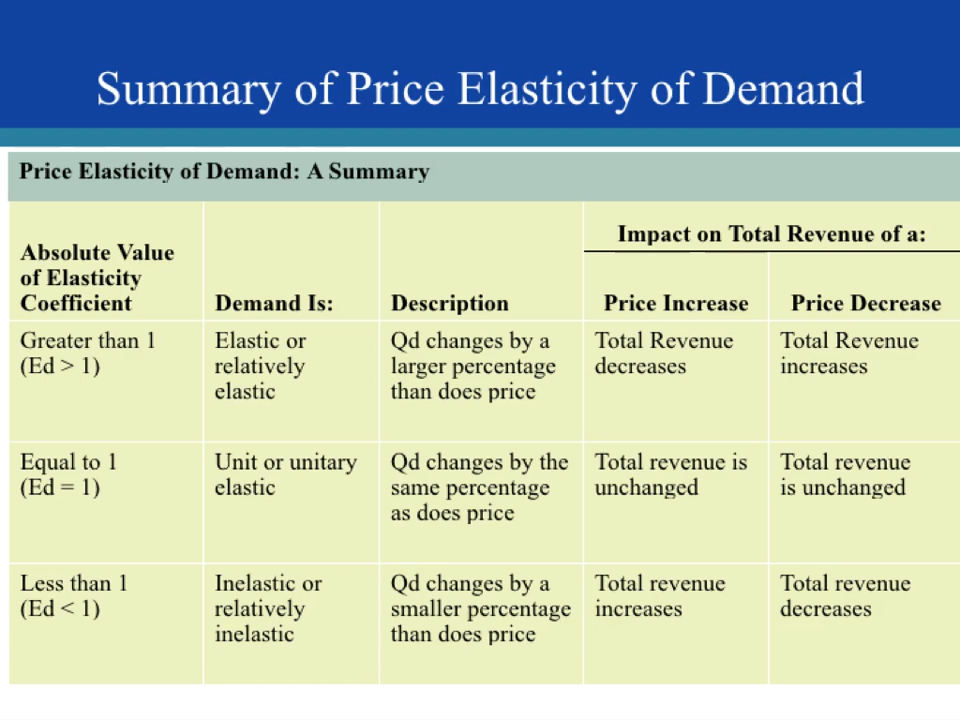 Summary of Price Elasticity of Demand
Price Elasticity of Demand: A Summary
Impact on Total Revenue of a:
Absolute Value
of Elasticity
Coefficient
Demand Is:
Description
Price Increase
Price Decrease
Greater than 1
(Ed > 1)
Elastic or
relatively
elastic
Qd changes by a
larger percentage
than does price
Total Revenue
decreases
Total Revenue
increases
Equal to 1
(Ed = 1)
Unit or unitary
elastic
Qd changes by the
same percentage
as does price
Total revenue is
unchanged
Total revenue
is unchanged
Less than 1
(Ed < 1)
Inelastic or
relatively
inelastic
Qd changes by a
smaller percentage
than does price
Total revenue
increases
Total revenue
decreases